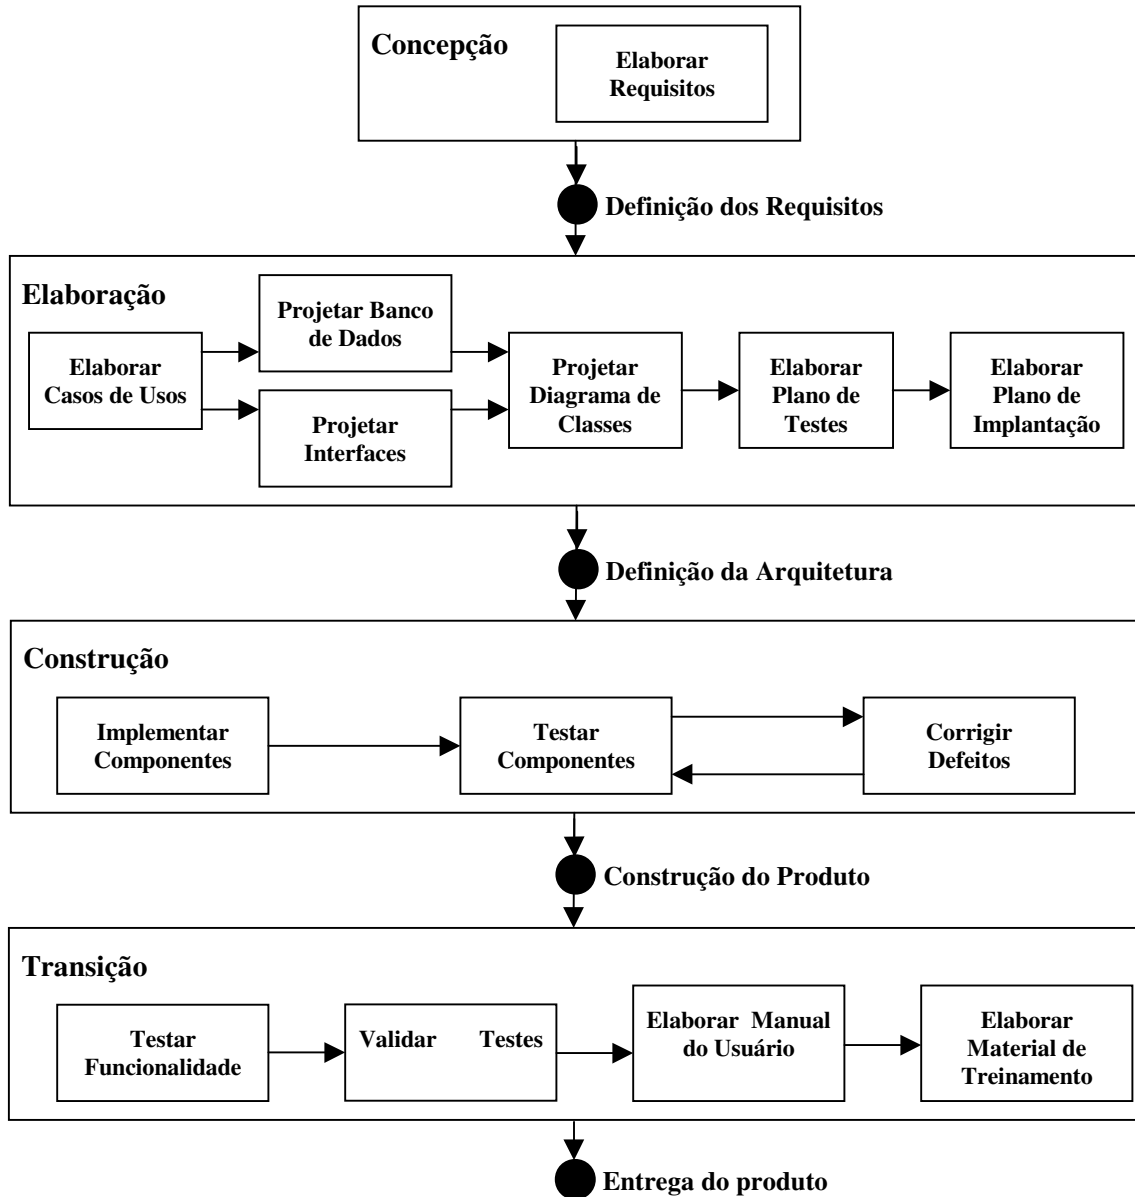 Concepção
Elaborar
Requisitos
Definição dos Requisitos
Elaboração
Elaborar
Casos de Usos
Projetar Banco
de Dados
Projetar
Interfaces
Projetar
Diagrama de
Classes
Elaborar
Plano de
Testes
Elaborar
Plano de
Implantação
Definição da Arquitetura
Construção
Implementar
Componentes
Testar
Componentes
Corrigir
Defeitos
Construção do Produto
Transição
Testar
Funcionalidade
Validar Testes
Elaborar Manual
do Usuário
Elaborar
Material de
Treinamento
Entrega do produto